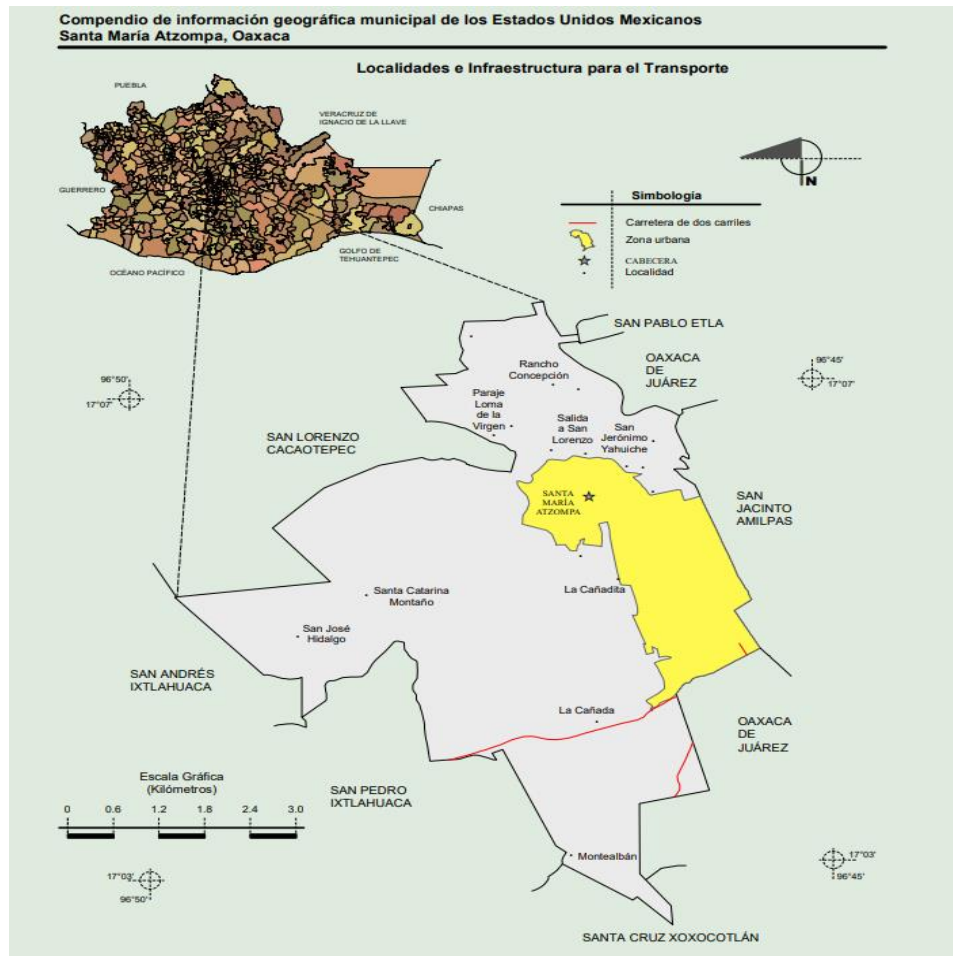 Compendio de información geográfica municipal de los Estados Unidos Mexicanos
Santa María Atzompa, Oaxaca
Localidades e Infraestructura para el Transporte
PUEBLA
VERACRUZ DE
IGNACIO DE LA LLAVE
GUERRERO
CHIAPAS
GOLFO DE
TEHUANTEPEC
OCÉANO PACÍFICO
N
Simbología
Carretera de dos carriles
Zona urbana
CABECERA
Localidad
SAN PABLO ETLA
OAXACA
DE
JUÁREZ
96°45'
17°07'
96°50'
17°07'
Rancho
Concepción
Paraje
Loma
de la
Virgen
Salida
a San
Lorenzo
San
Jerónimo
Yahuiche
SAN LORENZO
CACAOTEPEC
SANTA
MARÍA
ATZOMPA
SAN
JACINTO
AMILPAS
La Cañadita
Santa Catarina
Montaño
San José
Hidalgo
SAN ANDRÉS
IXTLAHUACA
La Cañada
OAXACA
DE
JUÁREZ
Escala Gráfica
(Kilómetros)
0 0.6 1.2 1.8 2.4 3.0
SAN PEDRO
IXTLAHUACA
Montealbán
17°03'
96°45'
17°03'
96°50'
SANTA CRUZ XOXOCOTLÁN